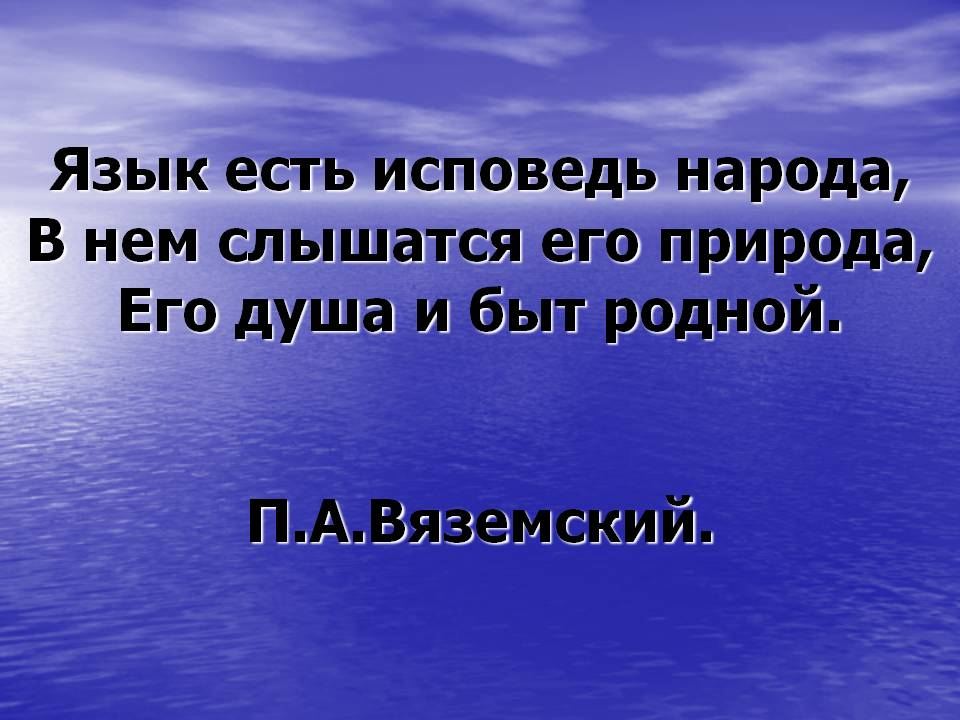 Язык есть исповедь народа,
В нем слышатся его природа,
Его душа и быт родной.
П.А.Вяземский.